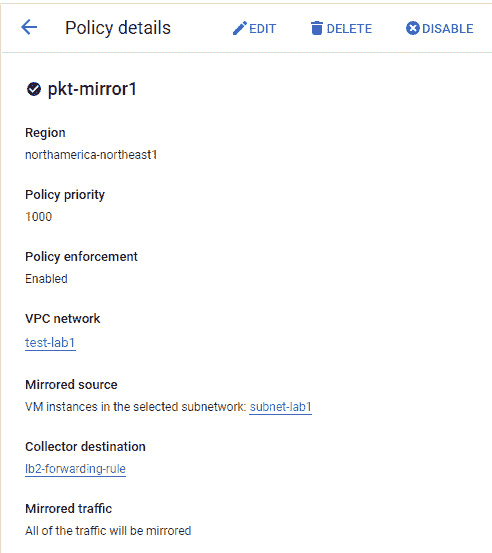 Policy details EDIT DELETE DISABLE
pkt-mirror1
Region
northamerica-northeast1
Policy priority
1000
Policy enforcement
Enabled
VPC network
test-lab1
Mirrored source
VM instances in the selected subnetwork: subnet-lab1
Collector destination
lb2-forwarding-rule
Mirrored traffic
All of the traffic will be mirrored